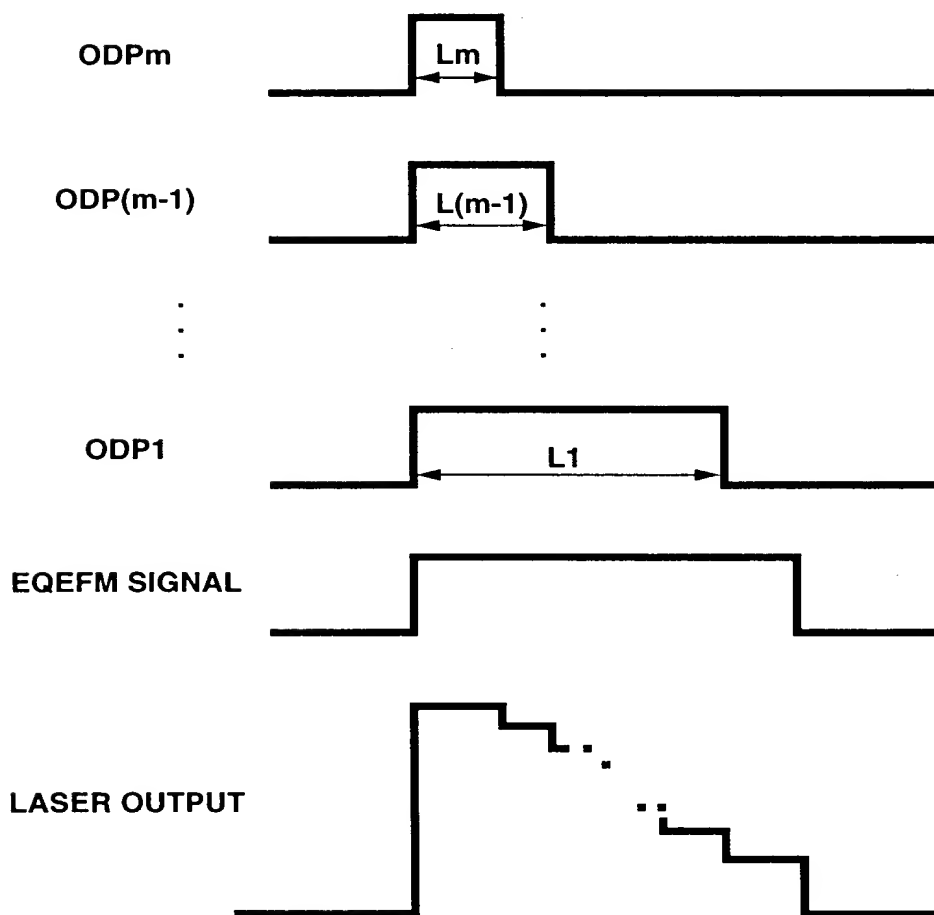 ODPm
Lm
ODP(m-1)
L(m-1)
ODP1
L1
EQEFM SIGNAL
LASER OUTPUT